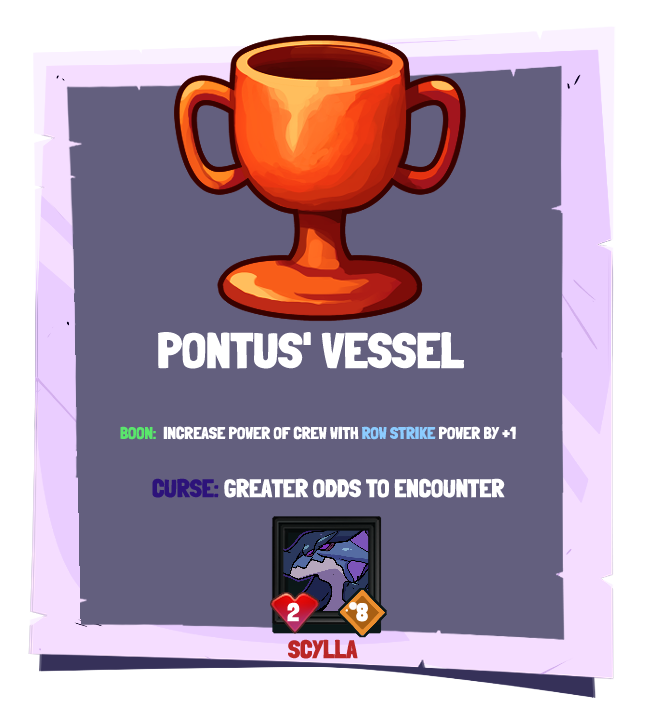 PONTUS' VESSEL
BOON: INCREASE POWER OF CREW WITH ROW STRIKE POWER BY +1
CURSE: GREATER ODDS TO ENCOUNTER
2 8
SCYLLA